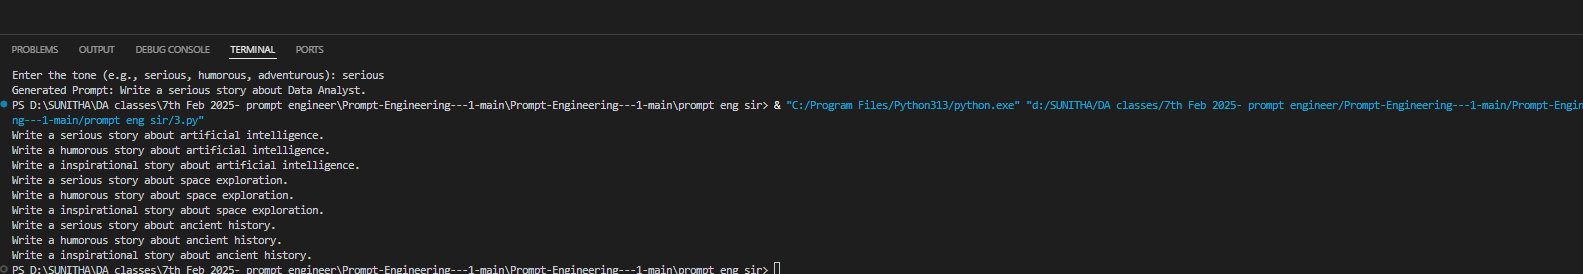 PROBLEMS OUTPUT DEBUG CONSOLE TERMINAL PORTS
Enter the tone (e.g., serious, humorous, adventurous): serious
Generated Prompt: Write a serious story about Data Analyst.
PS D:\SUNITHA\DA classes\7th Feb 2025- prompt engineer\Prompt-Engineering---1-main\Prompt-Engineering---1-main\prompt eng sir> & "C:/Program Files/Python313/python.exe" "d:/SUNITHA/DA classes/7th Feb 2025- prompt engineer/Prompt-Engineering---1-main/Prompt-Engin
ng---1-main/prompt eng sir/3.py"
Write a serious story about artificial intelligence.
Write a humorous story about artificial intelligence.
Write a inspirational story about artificial intelligence.
Write a serious story about space exploration.
Write a humorous story about space exploration.
Write a inspirational story about space exploration.
Write a serious story about ancient history.
Write a humorous story about ancient history.
Write a inspirational story about ancient history.
PS D:\SUNITHA\DA classes\7th Feb 2025- prompt engineer\Prompt-Engineering---1-main\Prompt-Engineering---1-main\prompt eng sir>